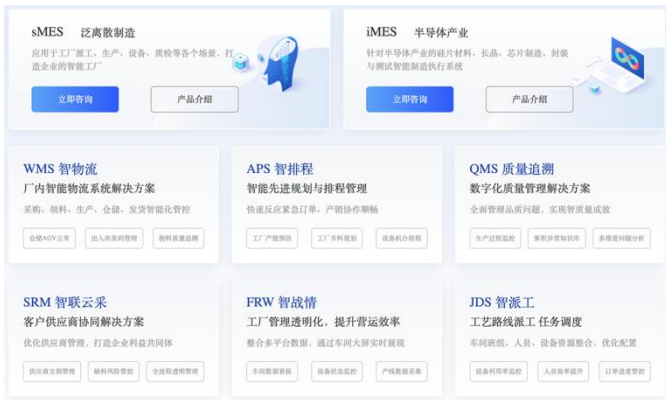 sMES 泛离散制造
应用于工厂派工、生产、设备、质检等各个场景，打
造企业的智能工厂
立即咨询 产品介绍
iMES 半导体产业
针对半导体产业的硅片材料、长晶、芯片制造、封装
与测试智能制造执行系统
立即咨询 产品介绍
WMS 智物流
厂内智能物流系统解决方案
采购、领料、生产、仓储、发货智能化管控
仓储AGV立库 出入库条码管理 物料质量追溯
APS 智排程
智能先进规划与排程管理
快速反应紧急订单、产销协作顺畅
工厂产能预估 工厂齐料规划 设备机台排程
QMS 质量追溯
数字化质量管理解决方案
全面管理品质问题，实现智质量成效
生产过程监控 累积异常知识库 多维度问题分析
SRM 智联云采
客户供应商协同解决方案
优化供应商管理，打造企业利益共同体
供应商交期管理 缺料风险管控 全流程透明管理
FRW 智战情
工厂管理透明化，提升营运效率
整合多平台数据，通过车间大屏实时展现
车间数据看板 设备状态监控 产线数据采集
JDS 智派工
工艺路线派工 任务调度
车间班组、人员、设备资源整合，优化配置
设备利用率监控 人员效率提升 订单进度管控